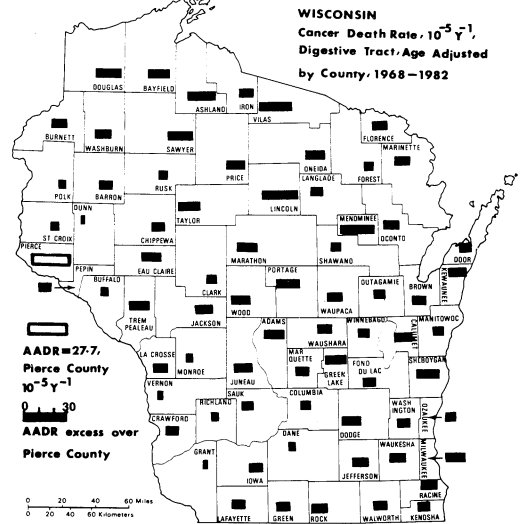 WISCONSIN
Cancer Death Rate, 10⁻⁵ Y⁻¹,
Digestive Tract, Age Adjusted
by County, 1968–1982
DOUGLAS BAYFIELD
ASHLAND IRON
VILAS
BURNETT
WASHBURN
SAWYER
FLORENCE
MARINETTE
PRICE
ONEIDA
FOREST
POLK
BARRON
RUSK
LANGLADE
LINCOLN
DUNN
TAYLOR
MENOMINEE
ST CROIX
CHIPPEWA
OCONTO
PIERCE
MARATHON
SHAWANO
DOOR
PEPIN
EAU CLAIRE
KEWAUNEE
BUFFALO
CLARK
PORTAGE
OUTAGAMIE
BROWN
WOOD
WAUPACA
TREM
PEALEAU
JACKSON
MANITOWOC
ADAMS
WINNEBAGO
WAUSHARA
CALUMET
AADR=27.7,
Pierce County
10⁻⁵ Y⁻¹
0 30
AADR excess over
Pierce County
LA CROSSE
MONROE
MAR
QUETTE
GREEN
LAKE
FOND
DU LAC
SHEBOYGAN
JUNEAU
VERNON
SAUK
COLUMBIA
RICHLAND
WASH
INGTON
OZAUKEE
CRAWFORD
DODGE
DANE
WAUKESHA
MILWAUKEE
GRANT
IOWA
JEFFERSON
RACINE
LAFAYETTE
GREEN
ROCK
WALWORTH
KENOSHA
0 20 40 60 Miles
0 20 40 60 Kilometers